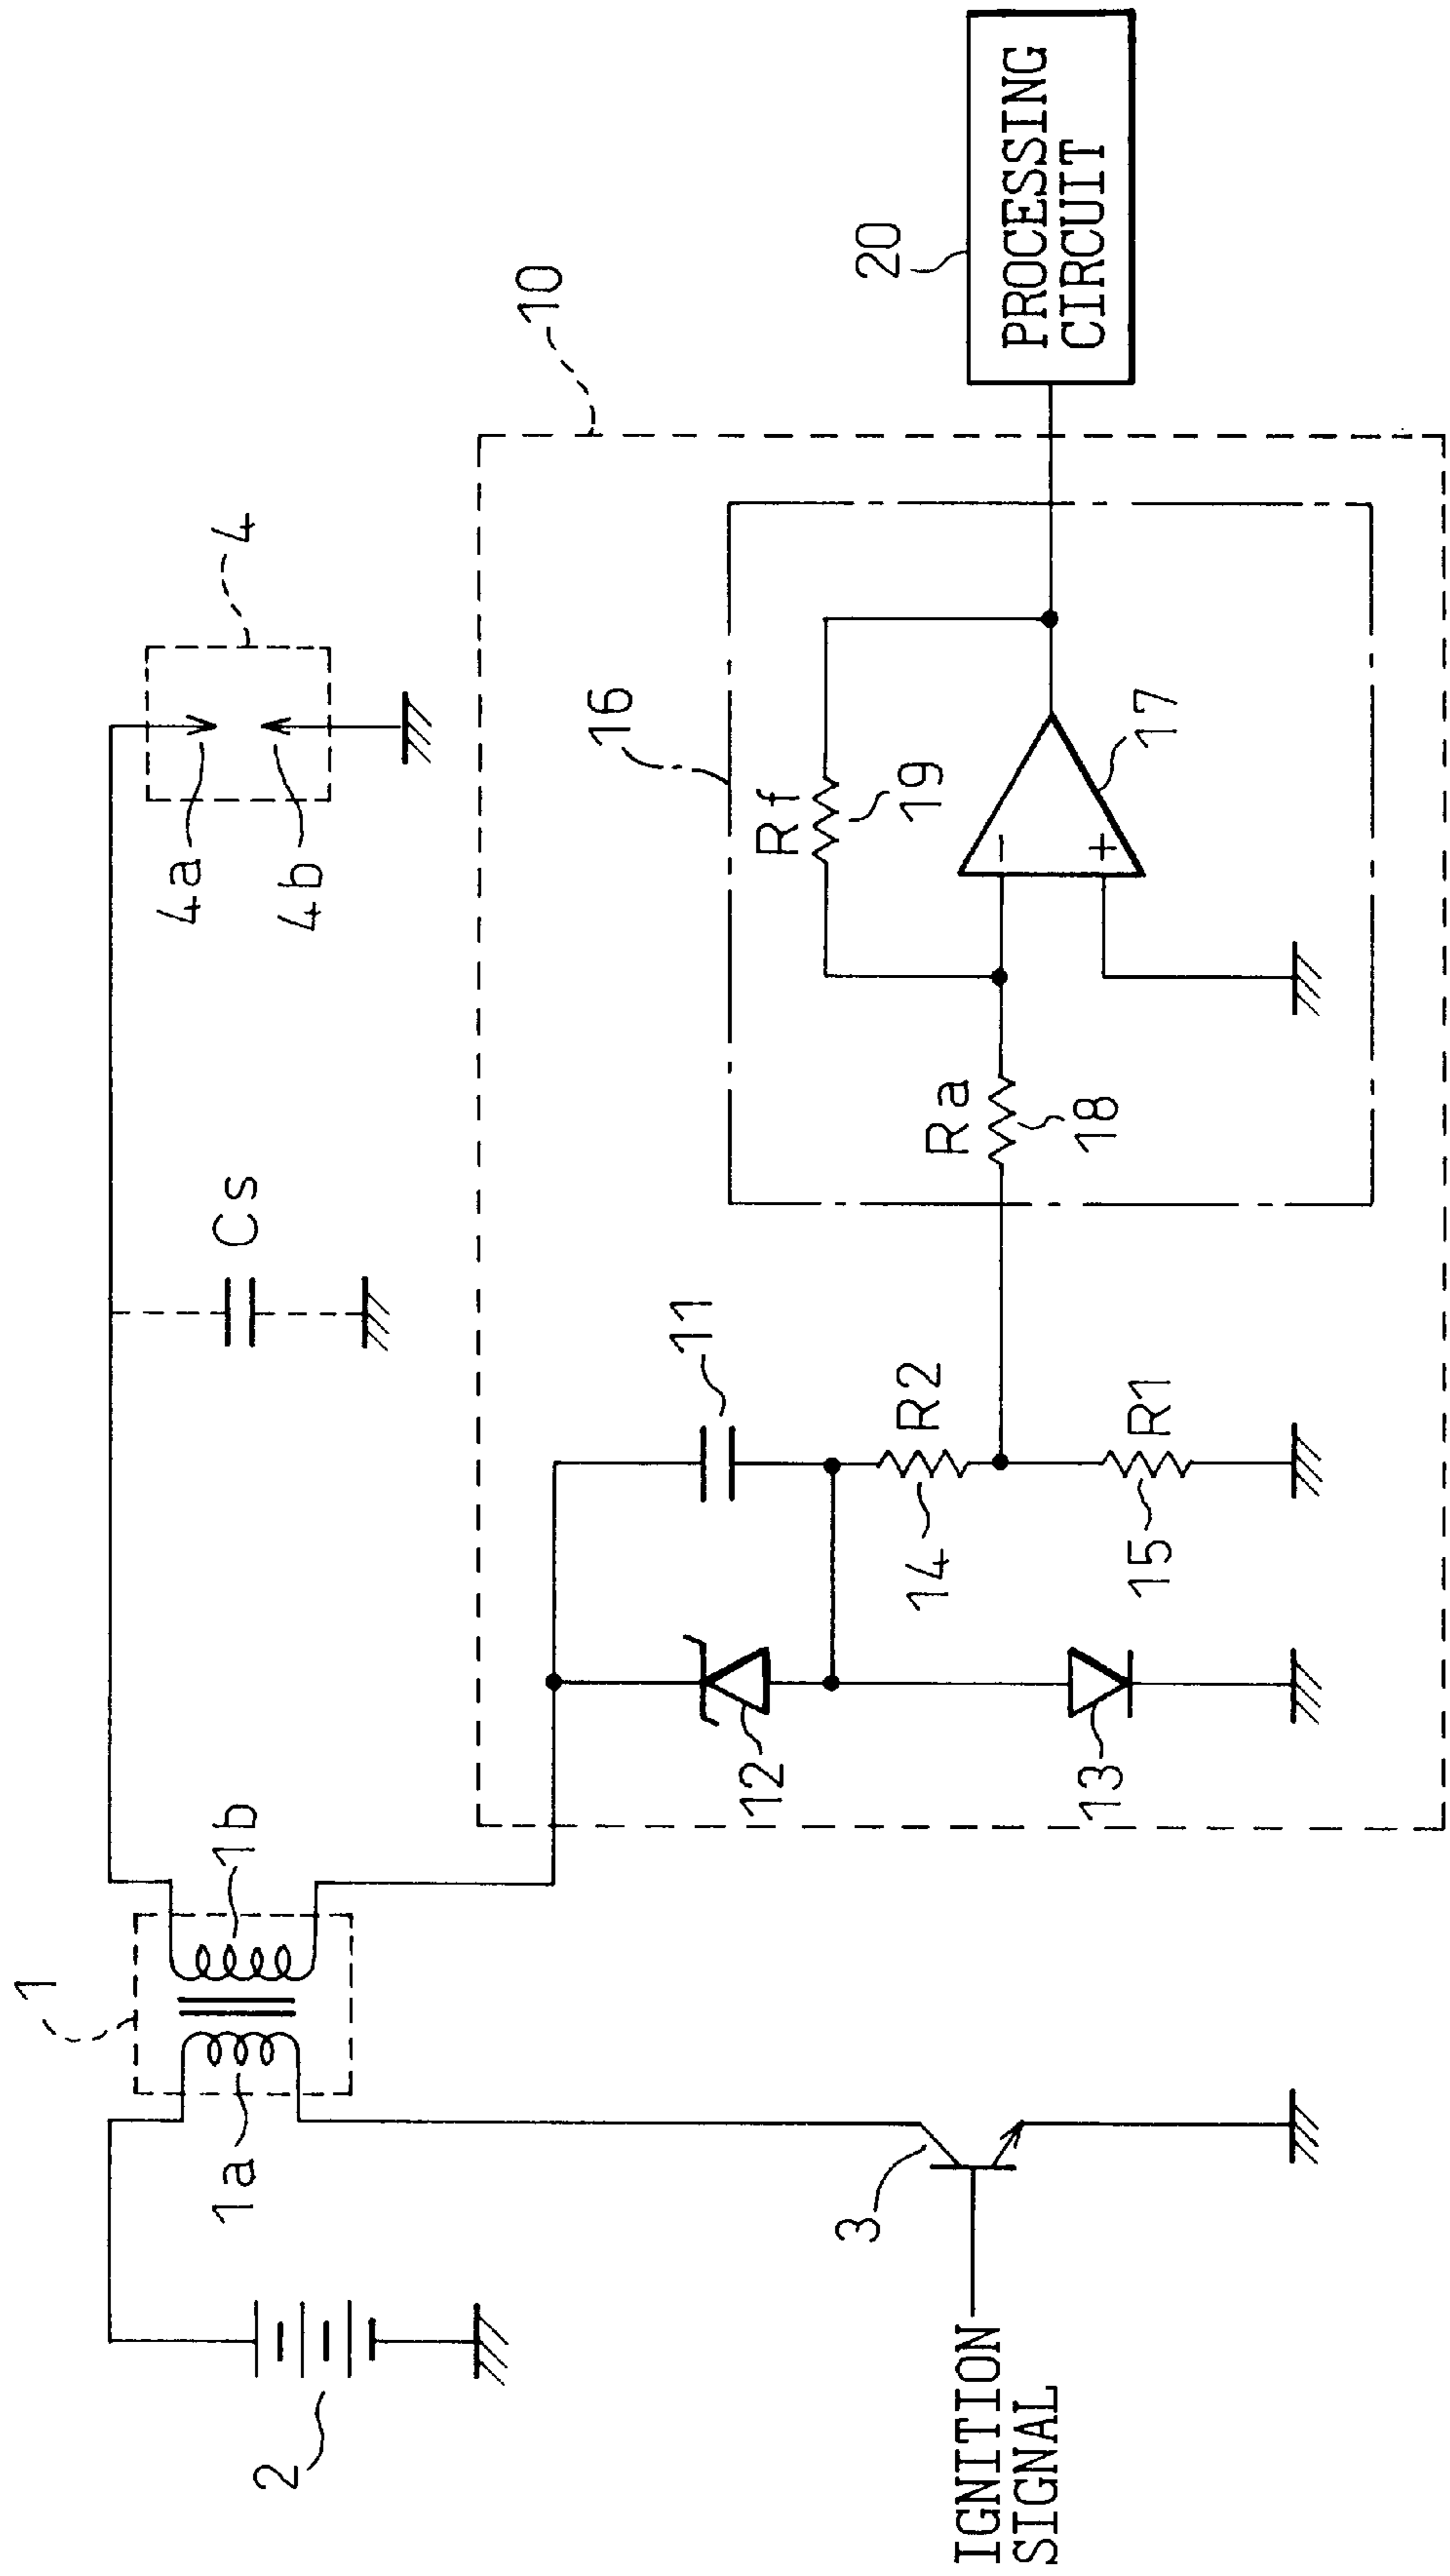 1
1a
1b
2
3
IGNITION
SIGNAL
Cs
4
4a
4b
10
11
12
13
14
R2
15
R1
16
Ra
18
Rf
19
17
−
+
20
PROCESSING
CIRCUIT